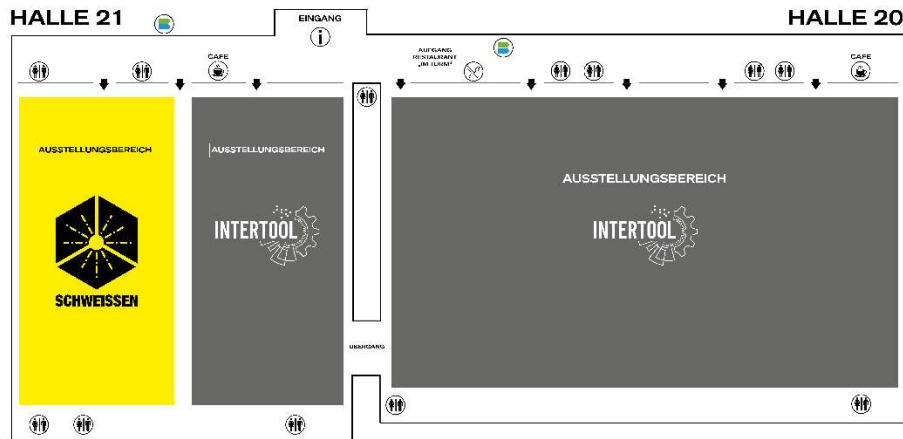 HALLE 21
EINGANG
i
HALLE 20
CAFE
AUFGANG
RESTAURANT
„IM TURM“
CAFE
AUSSTELLUNGSBEREICH
SCHWEISSEN
AUSSTELLUNGSBEREICH
INTERTOOL
ÜBERGANG
AUSSTELLUNGSBEREICH
INTERTOOL